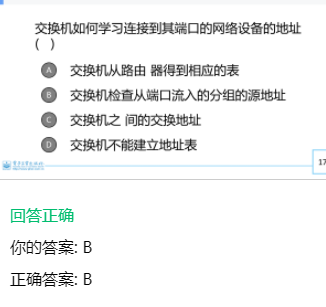 交换机如何学习连接到其端口的网络设备的地址
( )
A 交换机从路由 器得到相应的表
B 交换机检查从端口流入的分组的源地址
C 交换机之 间的交换地址
D 交换机不能建立地址表
17
回答正确
你的答案: B
正确答案: B